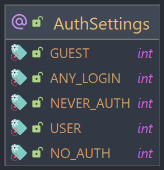 @ AuthSettings
GUEST int
ANY_LOGIN int
NEVER_AUTH int
USER int
NO_AUTH int